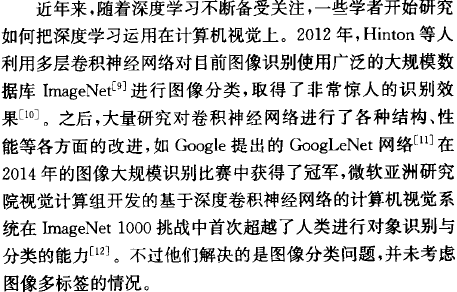 近年来,随着深度学习不断备受关注,一些学者开始研究
如何把深度学习运用在计算机视觉上。2012 年,Hinton等人
利用多层卷积神经网络对目前图像识别使用广泛的大规模数
据库 ImageNet[9] 进行图像分类,取得了非常惊人的识别效
果[10]。之后,大量研究对卷积神经网络进行了各种结构、性
能等各方面的改进,如 Google 提出的 GoogLeNet 网络[11] 在
2014 年的图像大规模识别比赛中获得了冠军,微软亚洲研究
院视觉计算组开发的基于深度卷积神经网络的计算机视觉系
统在 ImageNet 1000 挑战中首次超越了人类进行对象识别与
分类的能力[12]。不过他们解决的是图像分类问题,并未考虑
图像多标签的情况。